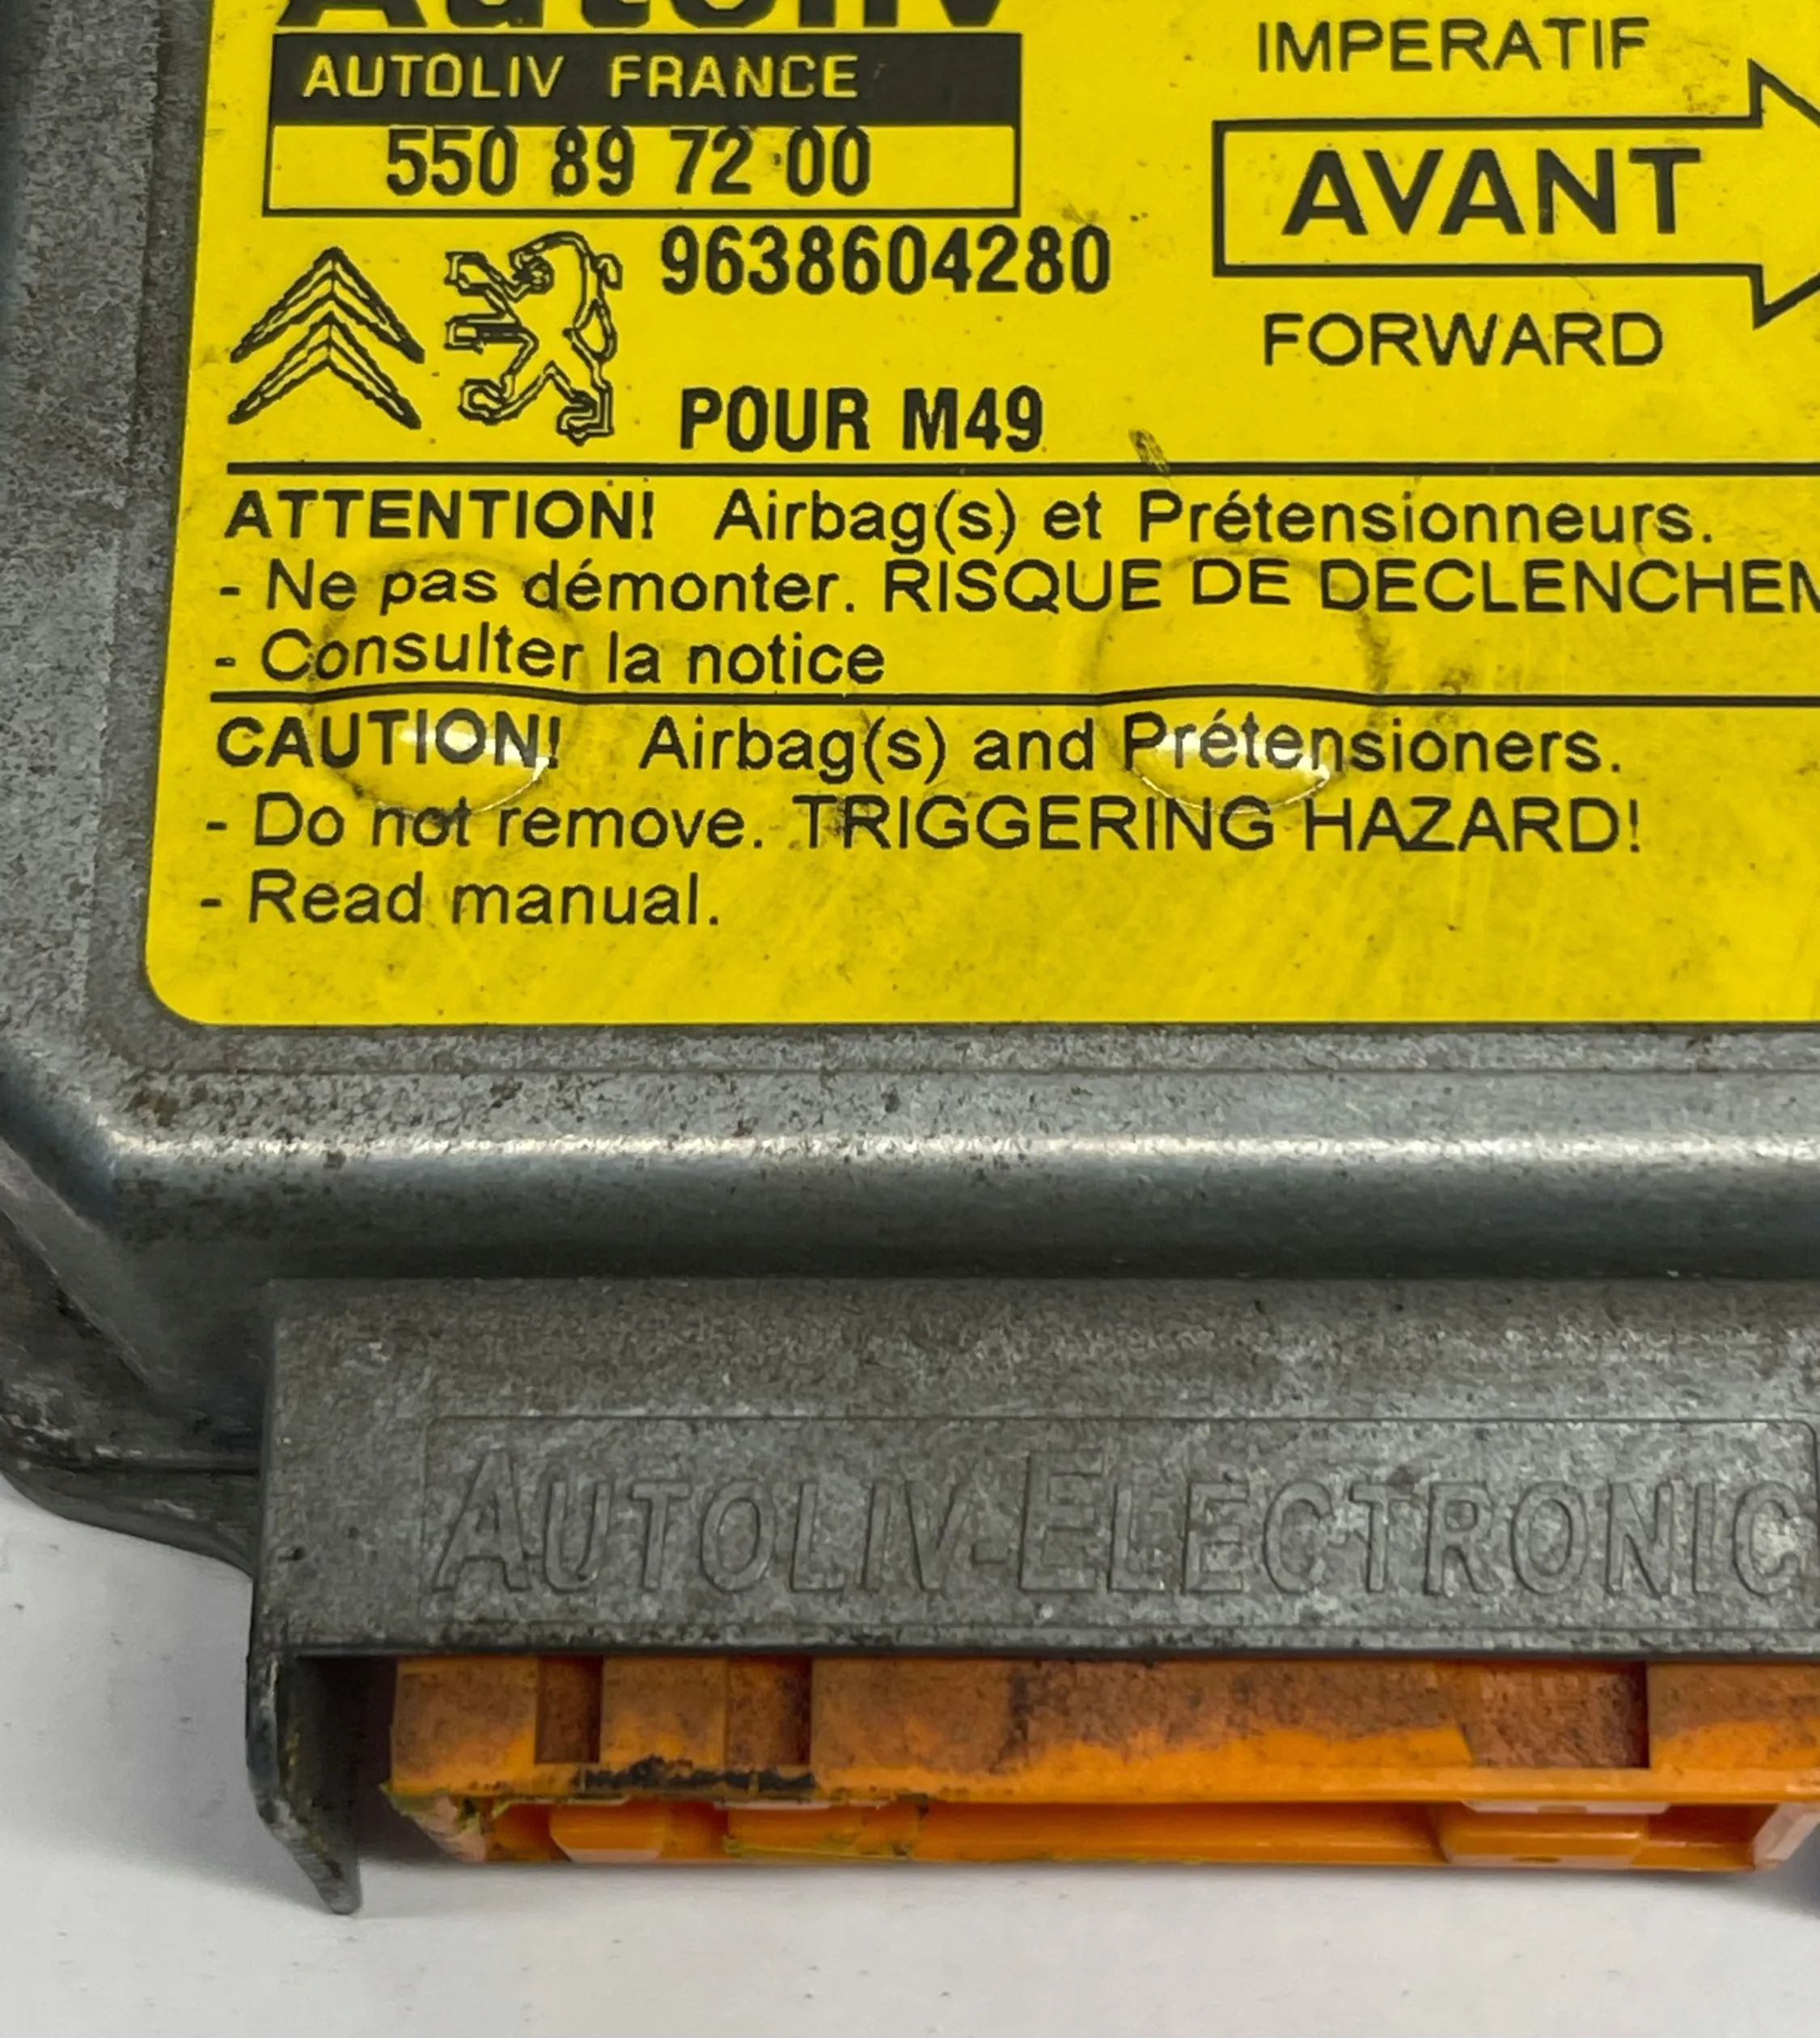 Autoliv
AUTOLIV FRANCE
550 89 72 00
9638604280
POUR M49
IMPERATIF
AVANT
FORWARD
ATTENTION! Airbag(s) et Prétensionneurs.
- Ne pas démonter. RISQUE DE DECLENCHEM
- Consulter la notice
CAUTION! Airbag(s) and Prétensioners.
- Do not remove. TRIGGERING HAZARD!
- Read manual.
AUTOLIV-ELECTRONIC